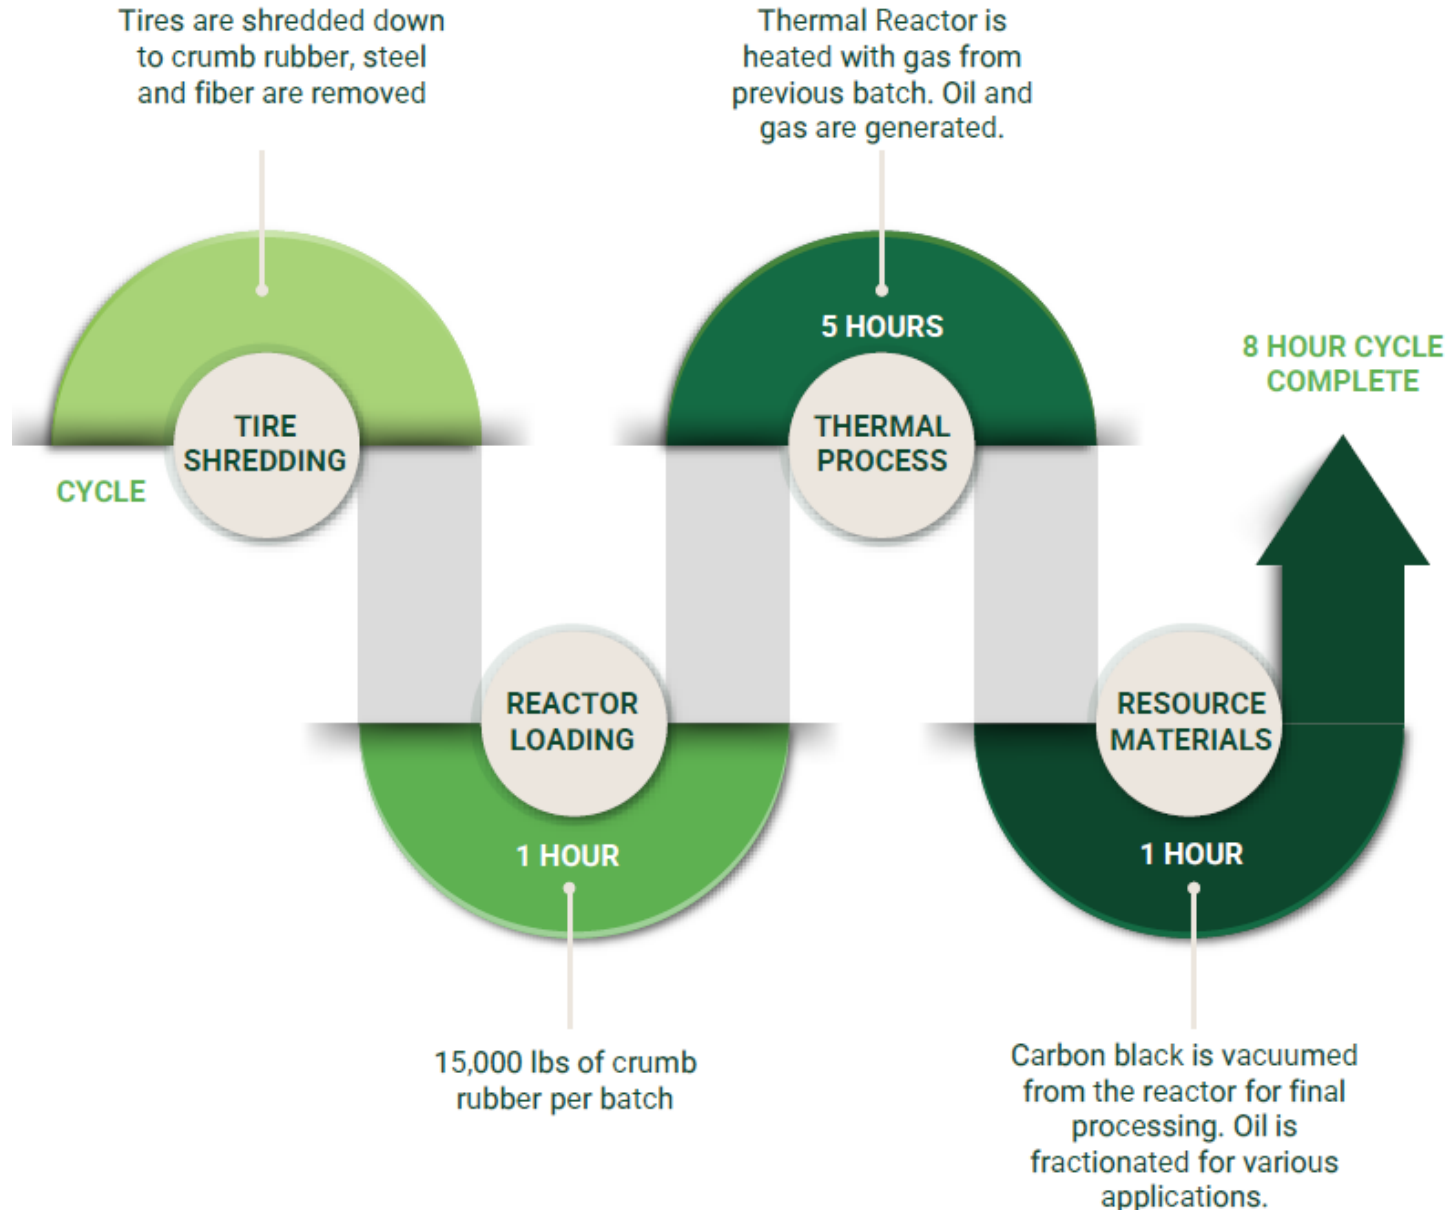 Tires are shredded down
to crumb rubber, steel
and fiber are removed
Thermal Reactor is
heated with gas from
previous batch. Oil and
gas are generated.
5 HOURS
8 HOUR CYCLE
COMPLETE
TIRE
SHREDDING
THERMAL
PROCESS
CYCLE
REACTOR
LOADING
RESOURCE
MATERIALS
1 HOUR
1 HOUR
15,000 lbs of crumb
rubber per batch
Carbon black is vacuumed
from the reactor for final
processing. Oil is
fractionated for various
applications.